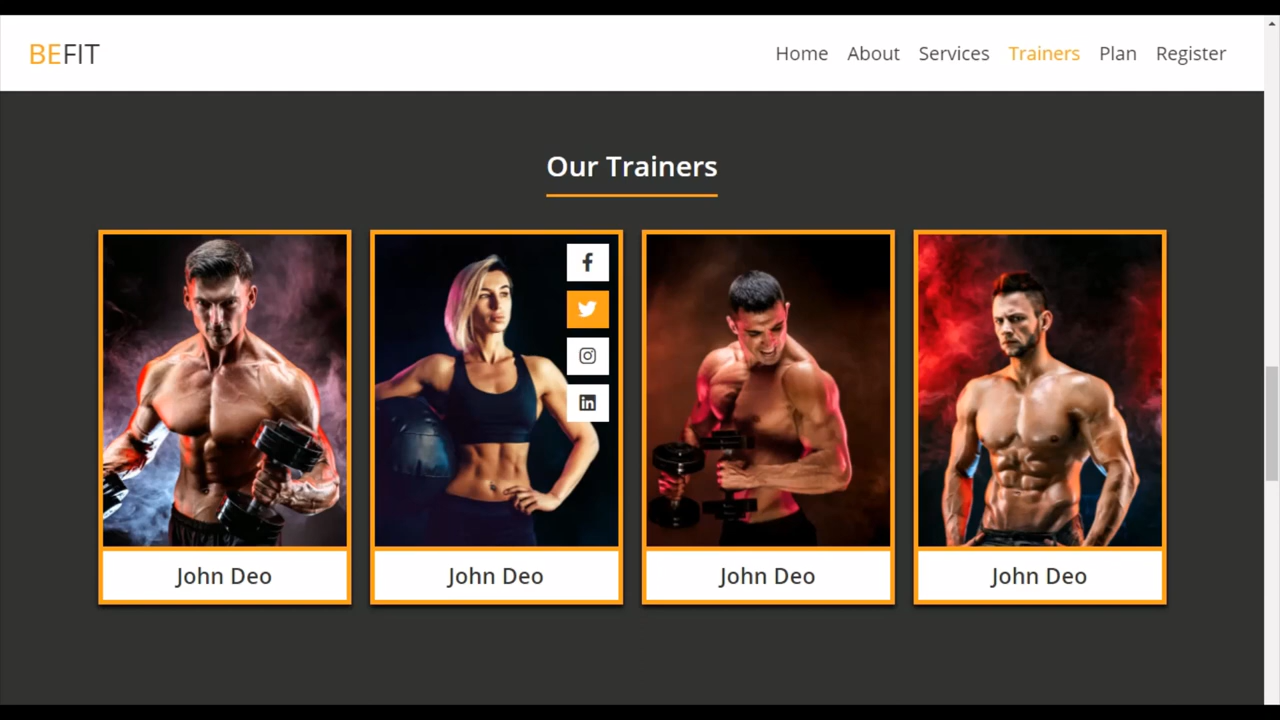 BEFIT
Home About Services Trainers Plan Register
Our Trainers
John Deo
John Deo
John Deo
John Deo